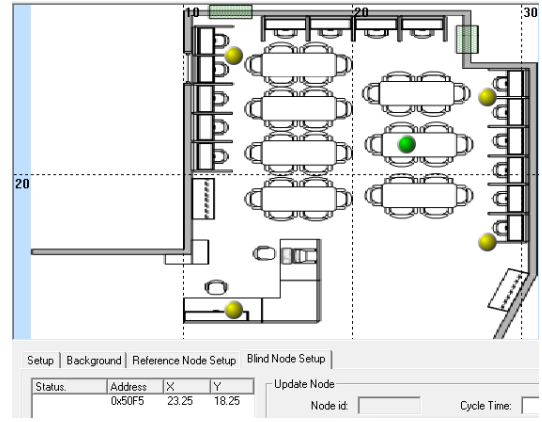 10 20 30
20
Setup Background Reference Node Setup Blind Node Setup
Status. Address X Y Update Node
0x50F5 23.25 18.25 Node id: Cycle Time: